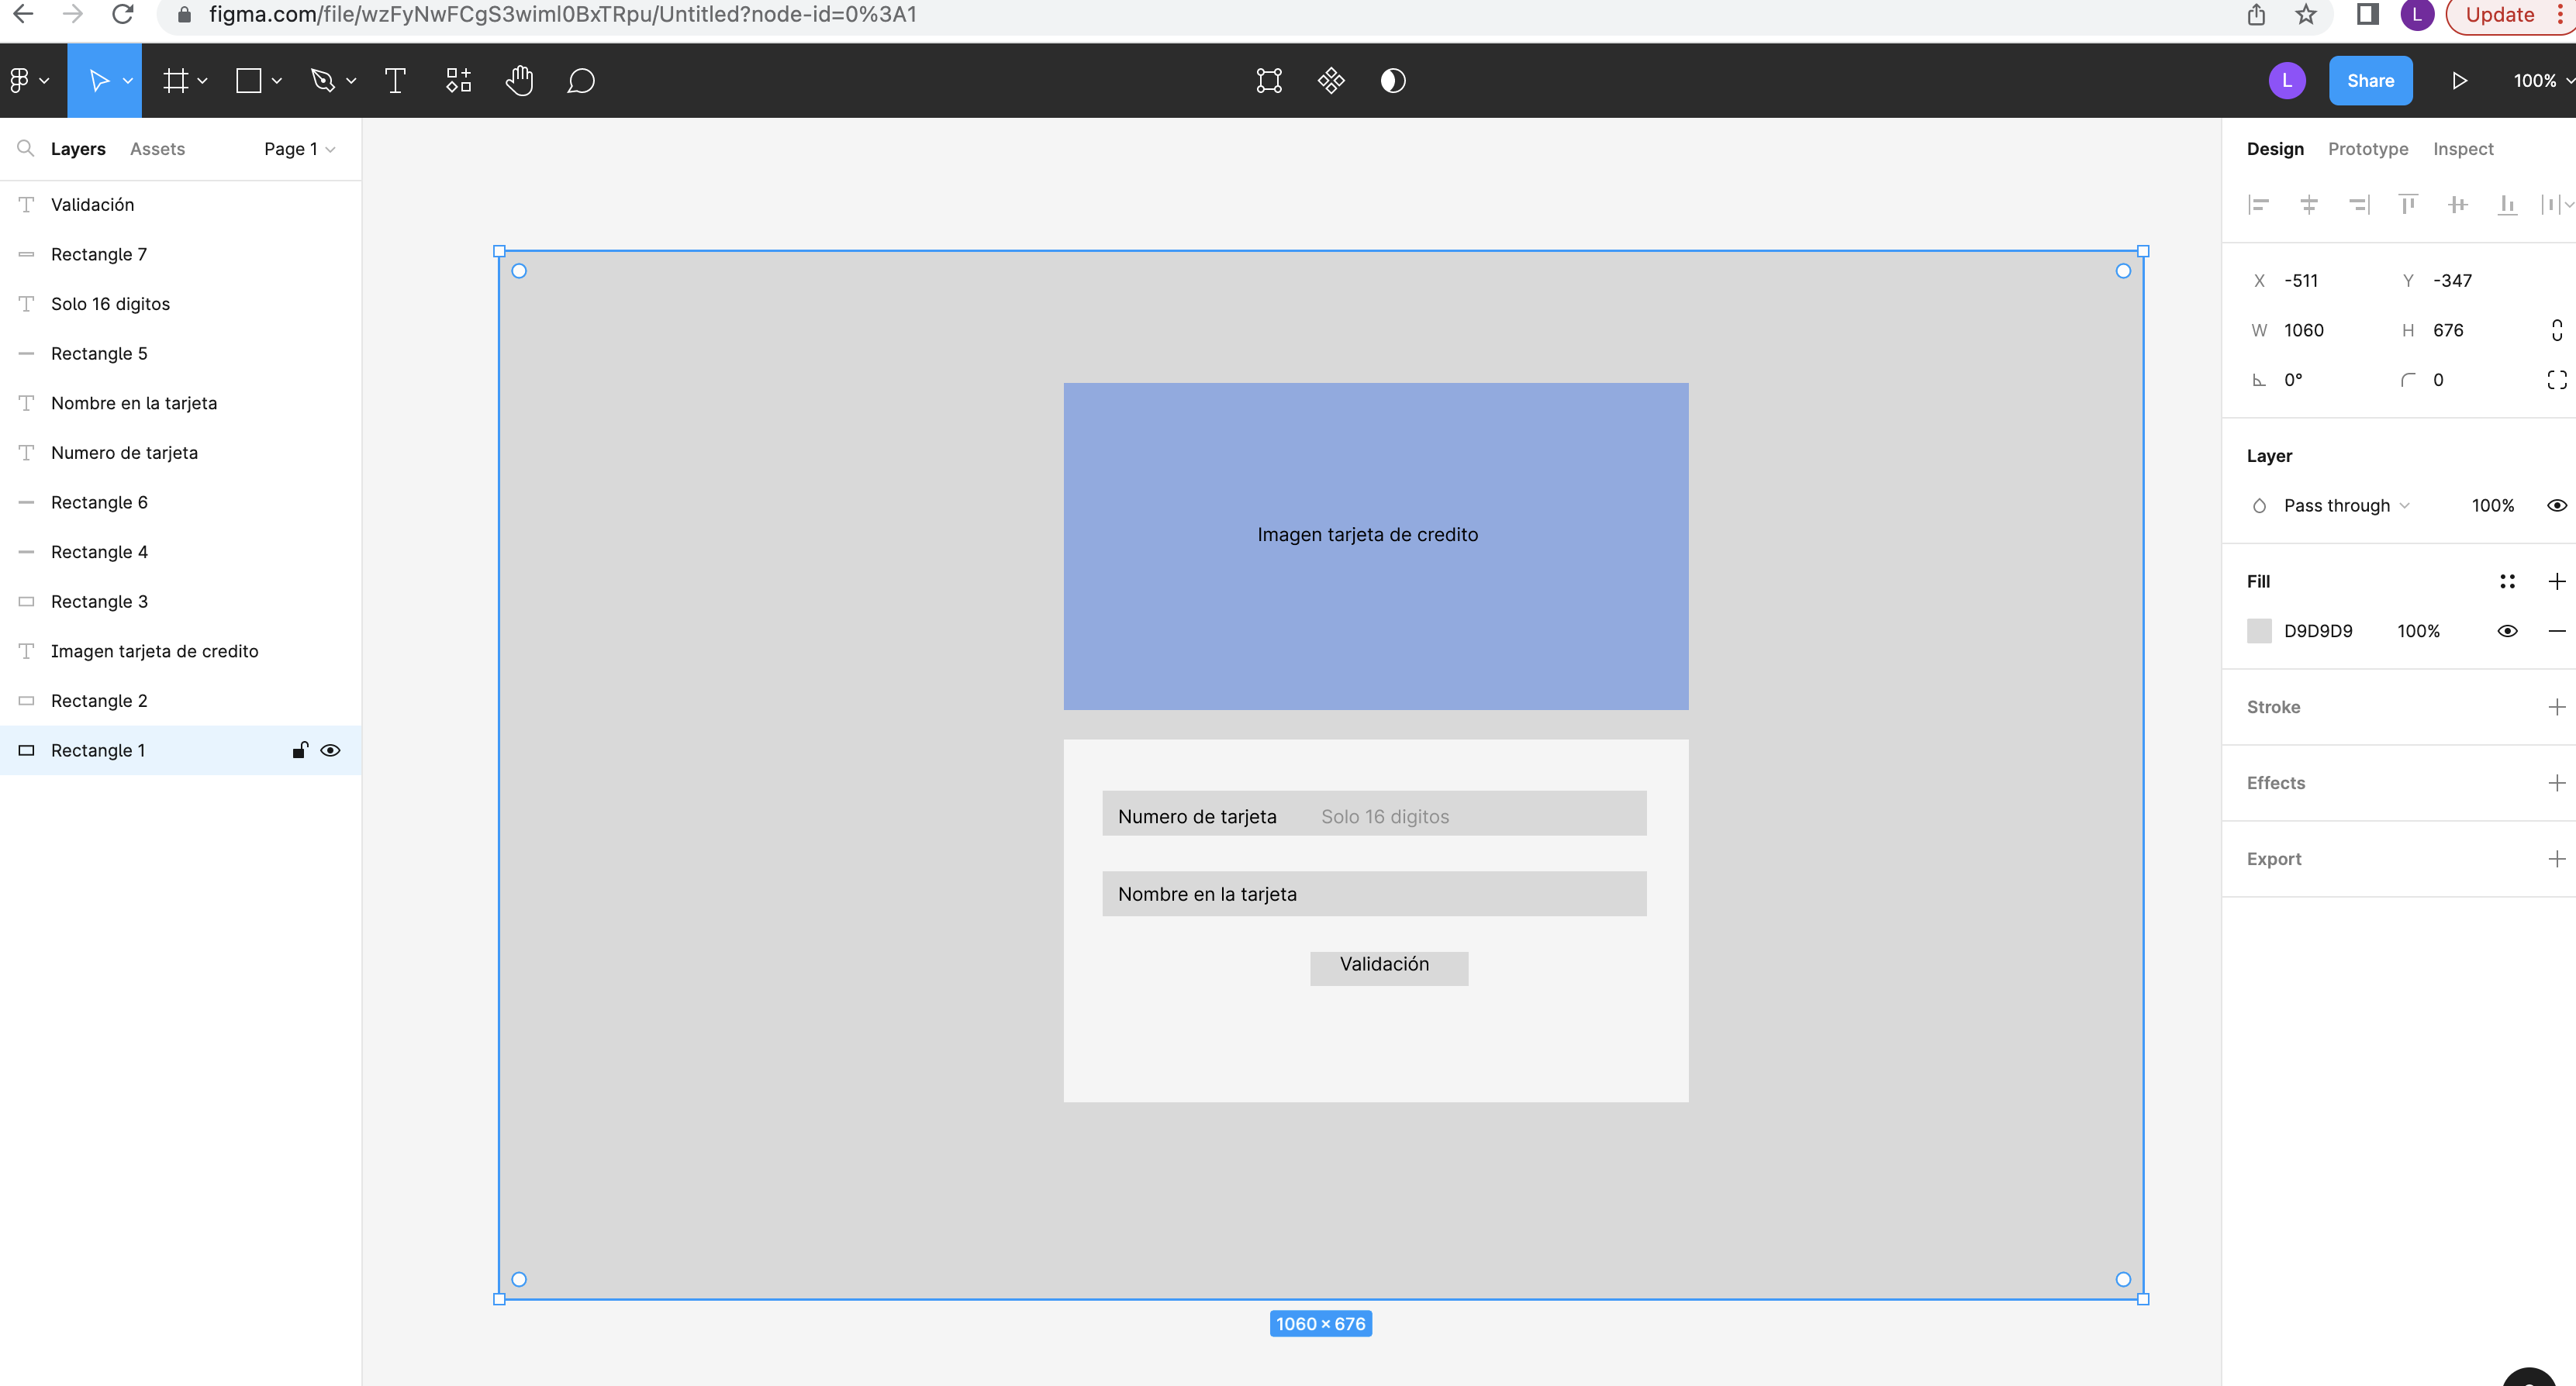 figma.com/file/wzFyNwFCgS3wiml0BxTRpu/Untitled?node-id=0%3A1
L
Update
L
Share
100%
Layers
Assets
Page 1
Validación
Rectangle 7
Solo 16 digitos
Rectangle 5
Nombre en la tarjeta
Numero de tarjeta
Rectangle 6
Rectangle 4
Rectangle 3
Imagen tarjeta de credito
Rectangle 2
Rectangle 1
Imagen tarjeta de credito
Numero de tarjeta Solo 16 digitos
Nombre en la tarjeta
Validación
1060 × 676
Design Prototype Inspect
X -511 Y -347
W 1060 H 676
0° 0
Layer
Pass through 100%
Fill
D9D9D9 100%
Stroke
Effects
Export